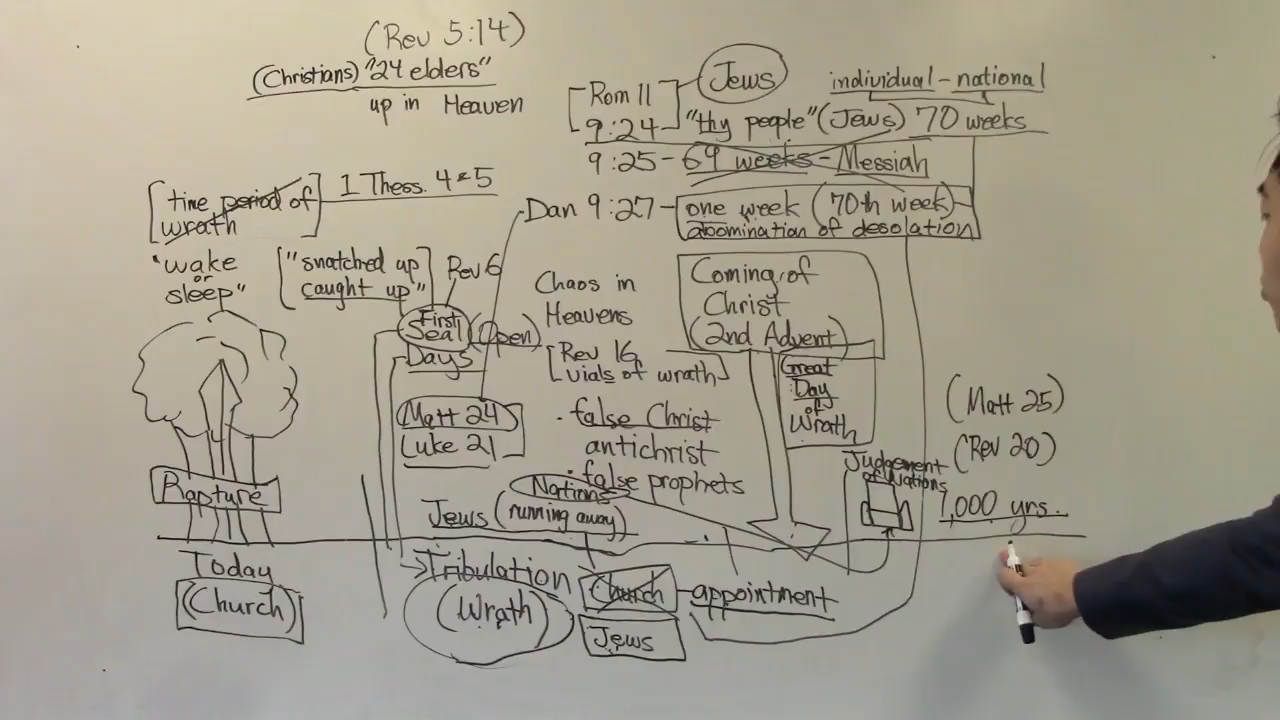 (Rev 5:14)
(Christians) "24 elders"
up in Heaven
Jews
individual - national
Rom 11
9:24
"thy people" (Jews) 70 weeks
9:25 - 69 weeks - Messiah
Dan 9:27 - one week (70th week)
abomination of desolation
time period of
wrath
1 Thess. 4 & 5
"wake
or
sleep"
"snatched up
caught up"
Rev 6
First
Seal (Open)
Days
Matt 24
Luke 21
Chaos in
Heavens
Rev 16
vials of wrath
· false Christ
antichrist
· false prophets
Coming of
Christ
(2nd Advent)
Great
Day
of
Wrath
(Matt 25)
(Rev 20)
Judgement
of Nations
1,000 yrs.
Rapture
Nations
Jews (running away)
Today
(Church)
Tribulation
(Wrath)
Church - appointment
Jews